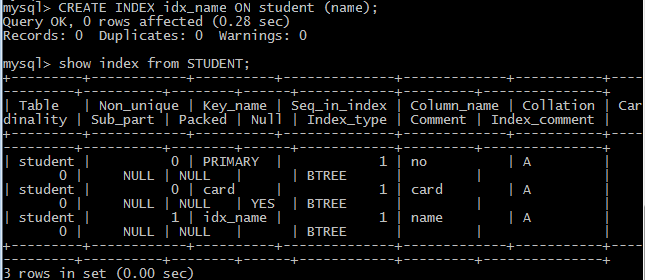 mysql> CREATE INDEX idx_name ON student (name);
Query OK, 0 rows affected (0.28 sec)
Records: 0  Duplicates: 0  Warnings: 0
mysql> show index from STUDENT;
+---------+------------+----------+--------------+-------------+-----------+----
---------+----------+--------+------+------------+---------+---------------+
| Table   | Non_unique | Key_name | Seq_in_index | Column_name | Collation | Car
dinality | Sub_part | Packed | Null | Index_type | Comment | Index_comment |
+---------+------------+----------+--------------+-------------+-----------+----
---------+----------+--------+------+------------+---------+---------------+
| student |          0 | PRIMARY  |            1 | no          | A         |
       0 |     NULL | NULL   |      | BTREE      |         |               |
| student |          0 | card     |            1 | card        | A         |
       0 |     NULL | NULL   | YES  | BTREE      |         |               |
| student |          1 | idx_name |            1 | name        | A         |
       0 |     NULL | NULL   |      | BTREE      |         |               |
+---------+------------+----------+--------------+-------------+-----------+----
---------+----------+--------+------+------------+---------+---------------+
3 rows in set (0.00 sec)